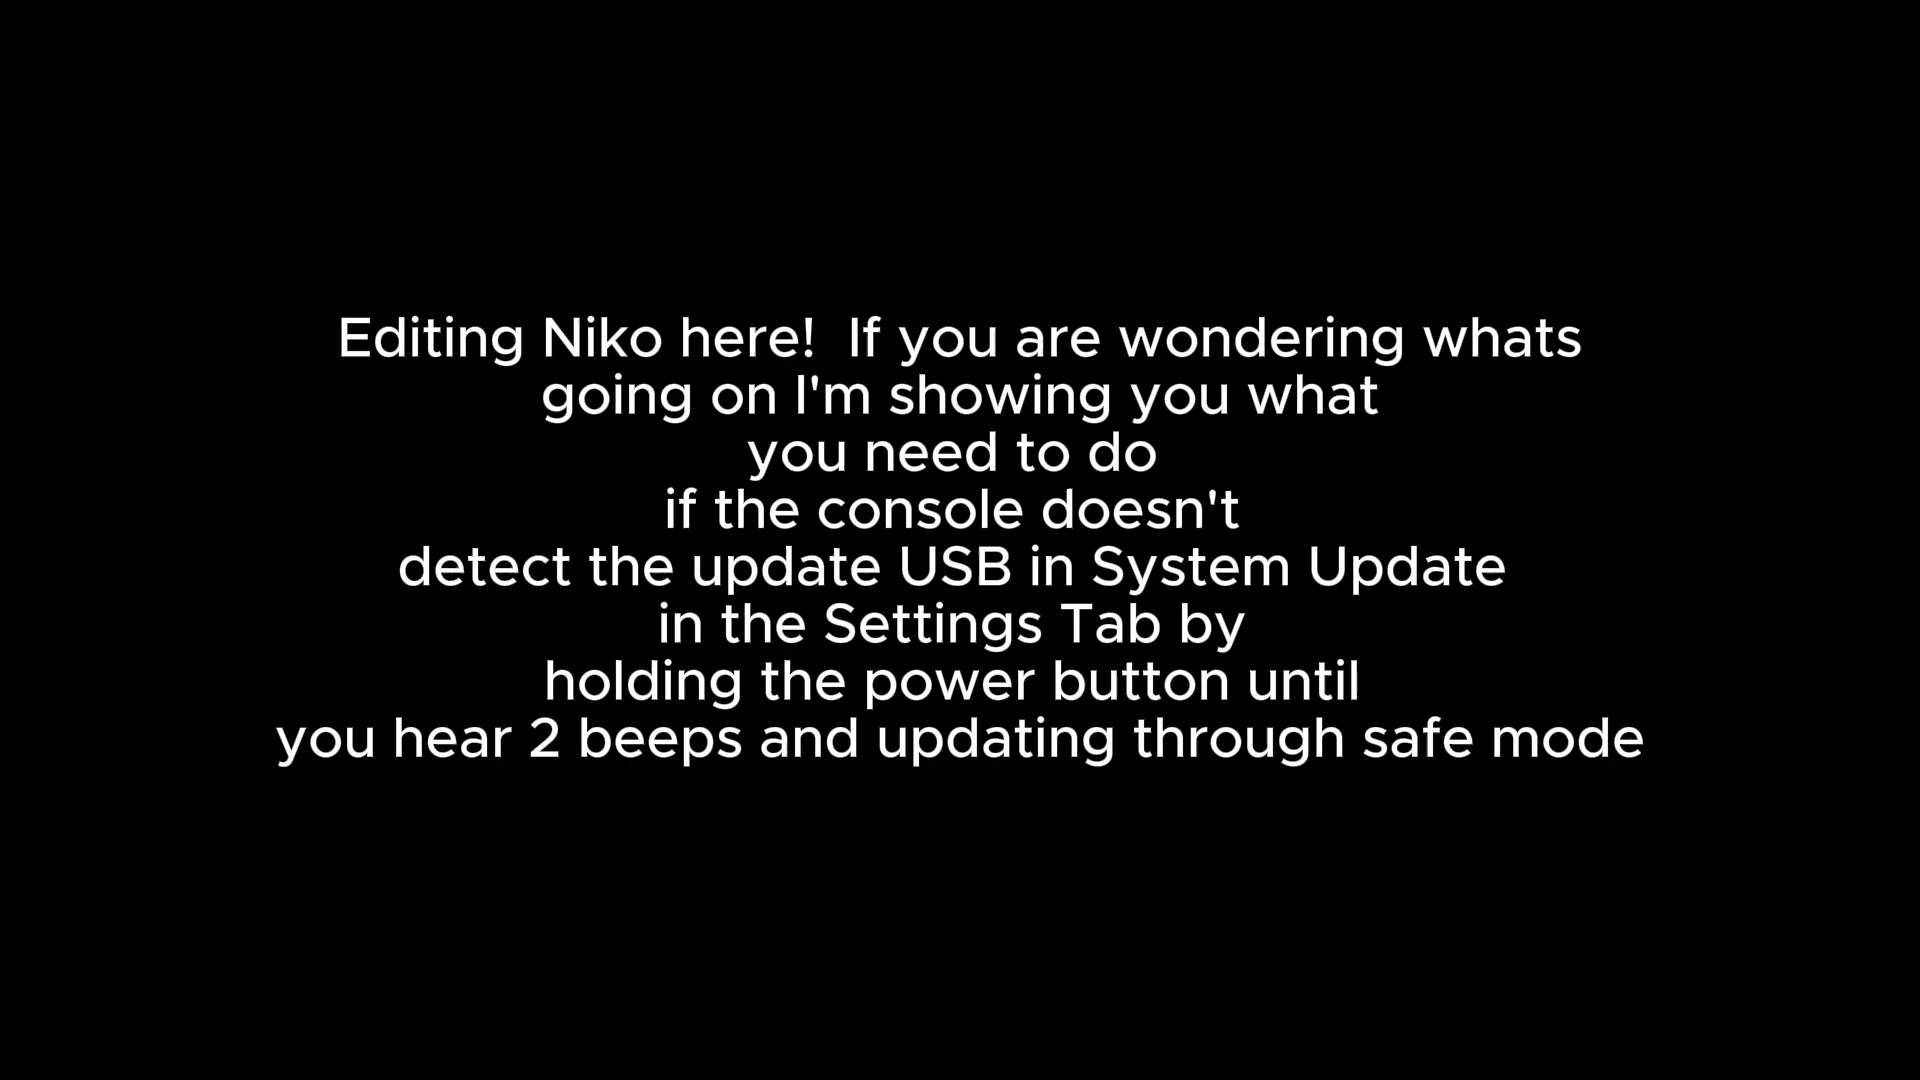 Editing Niko here!  If you are wondering whats
going on I'm showing you what
you need to do
if the console doesn't
detect the update USB in System Update
in the Settings Tab by
holding the power button until
you hear 2 beeps and updating through safe mode